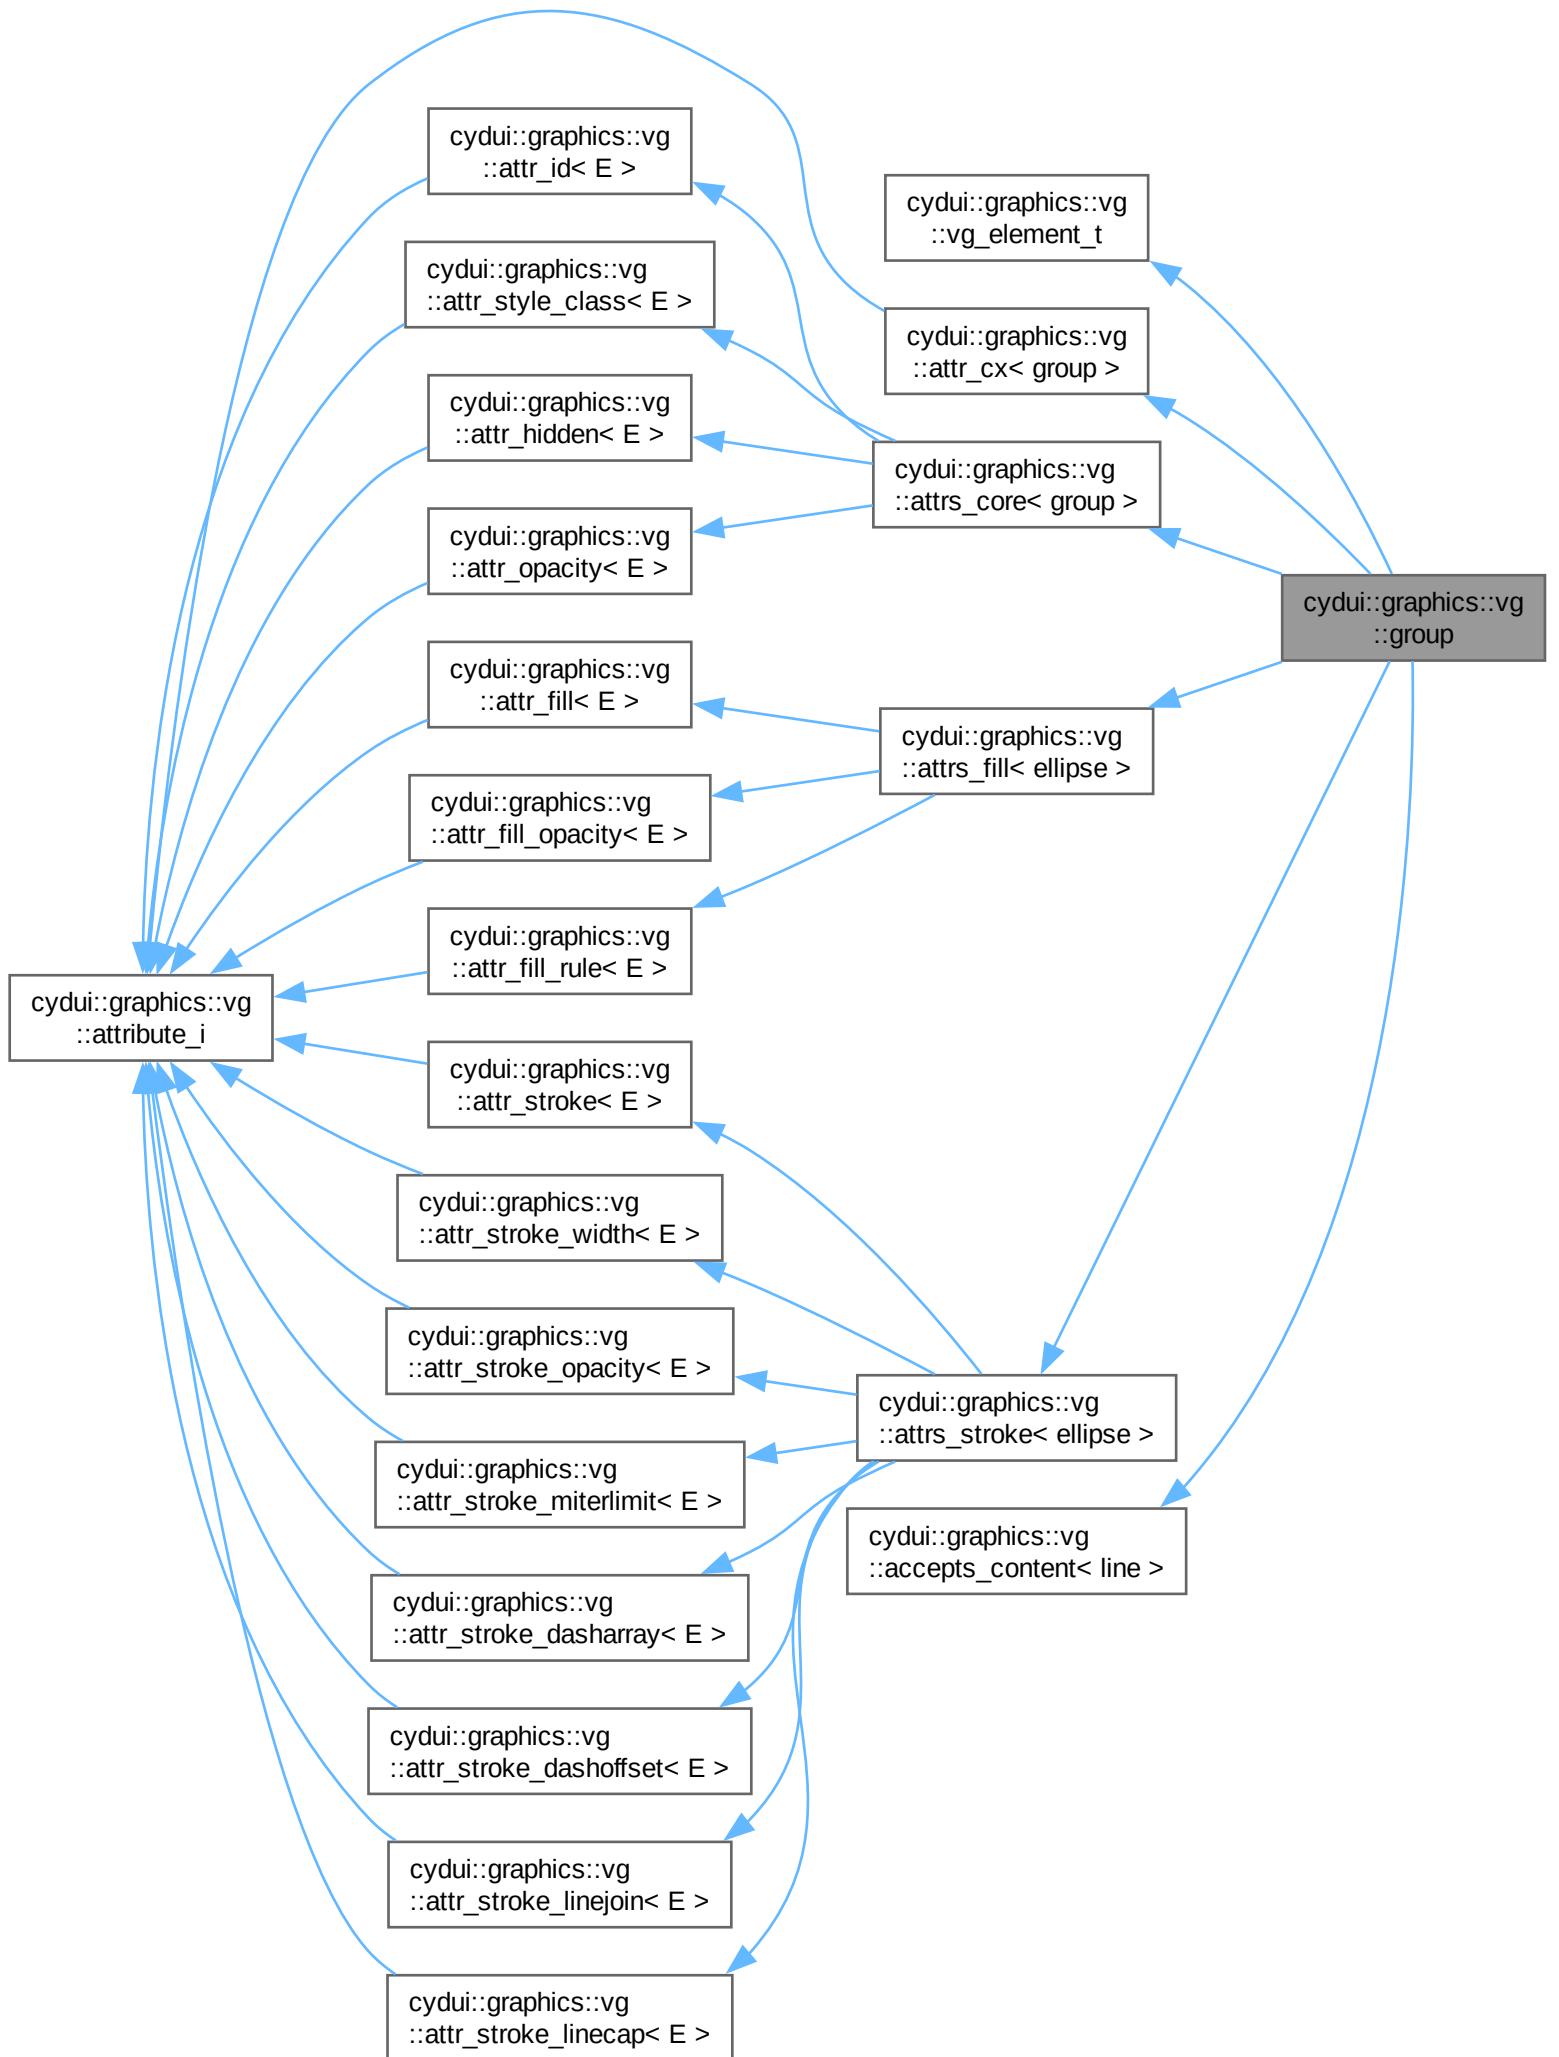 cydui::graphics::vg
::attr_id< E >
cydui::graphics::vg
::attr_style_class< E >
cydui::graphics::vg
::attr_hidden< E >
cydui::graphics::vg
::attr_opacity< E >
cydui::graphics::vg
::attr_fill< E >
cydui::graphics::vg
::attr_fill_opacity< E >
cydui::graphics::vg
::attr_fill_rule< E >
cydui::graphics::vg
::attribute_i
cydui::graphics::vg
::attr_stroke< E >
cydui::graphics::vg
::attr_stroke_width< E >
cydui::graphics::vg
::attr_stroke_opacity< E >
cydui::graphics::vg
::attr_stroke_miterlimit< E >
cydui::graphics::vg
::attr_stroke_dasharray< E >
cydui::graphics::vg
::attr_stroke_dashoffset< E >
cydui::graphics::vg
::attr_stroke_linejoin< E >
cydui::graphics::vg
::attr_stroke_linecap< E >
cydui::graphics::vg
::vg_element_t
cydui::graphics::vg
::attr_cx< group >
cydui::graphics::vg
::attrs_core< group >
cydui::graphics::vg
::attrs_fill< ellipse >
cydui::graphics::vg
::attrs_stroke< ellipse >
cydui::graphics::vg
::accepts_content< line >
cydui::graphics::vg
::group